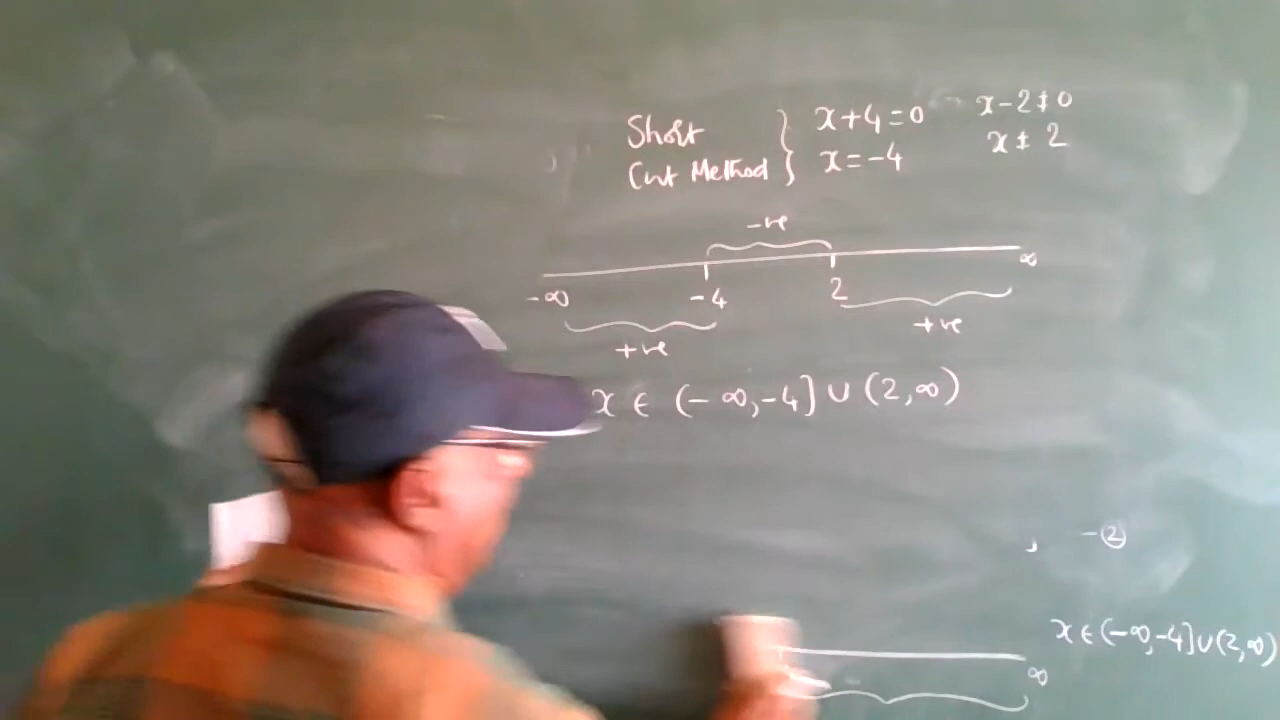 Short } x+4=0 x-2≠0
Cut Method } x=-4 x≠2
-ve
-∞ -4 2 ∞
+ve +ve
x ∈ (-∞,-4] ∪ (2,∞)
-②
x ∈ (-∞,-4] ∪ (2,∞)
∞